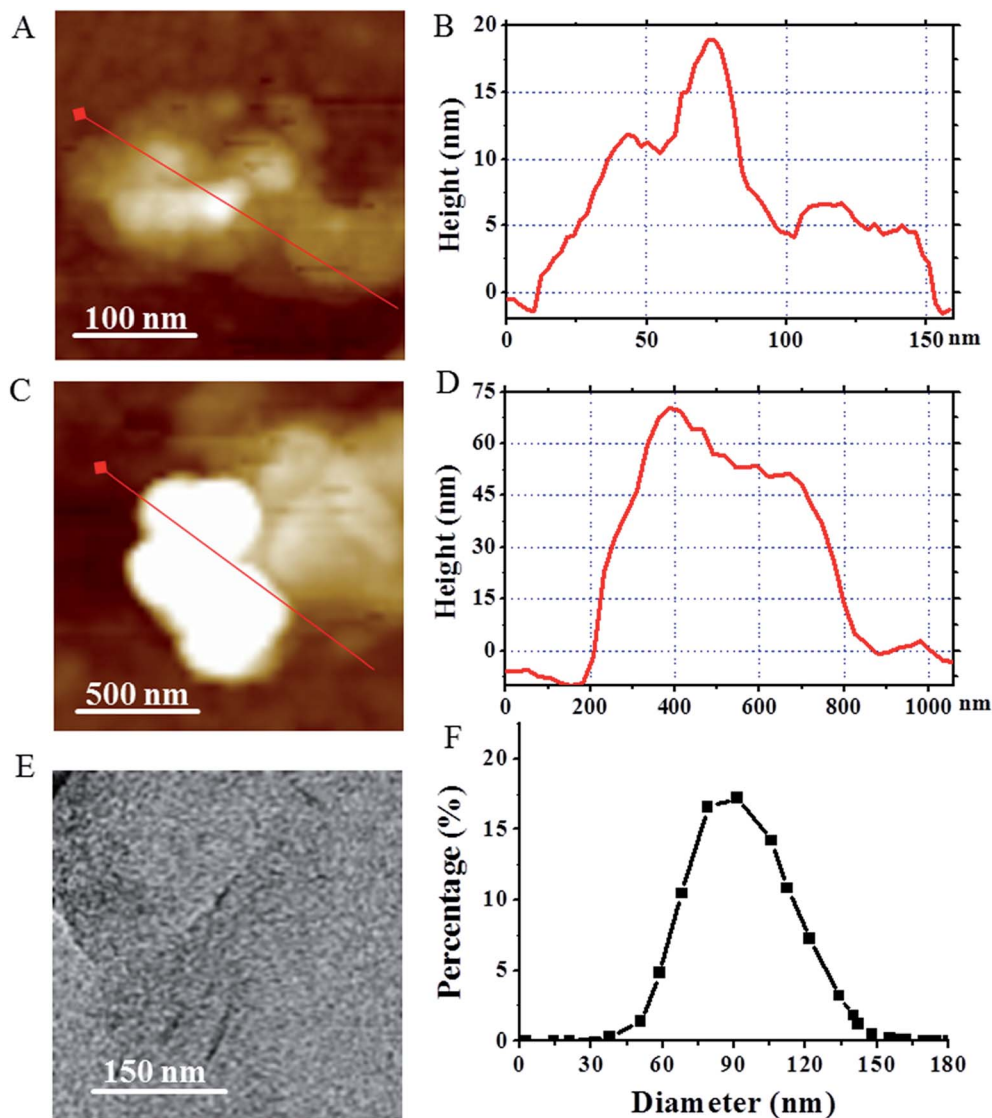 A
100 nm
B
Height (nm)
20
15
10
5
0
0 50 100 150 nm
C
500 nm
D
Height (nm)
75
60
45
30
15
0
0 200 400 600 800 1000 nm
E
150 nm
F
Percentage (%)
20
15
10
5
0
0 30 60 90 120 150 180
Diameter (nm)